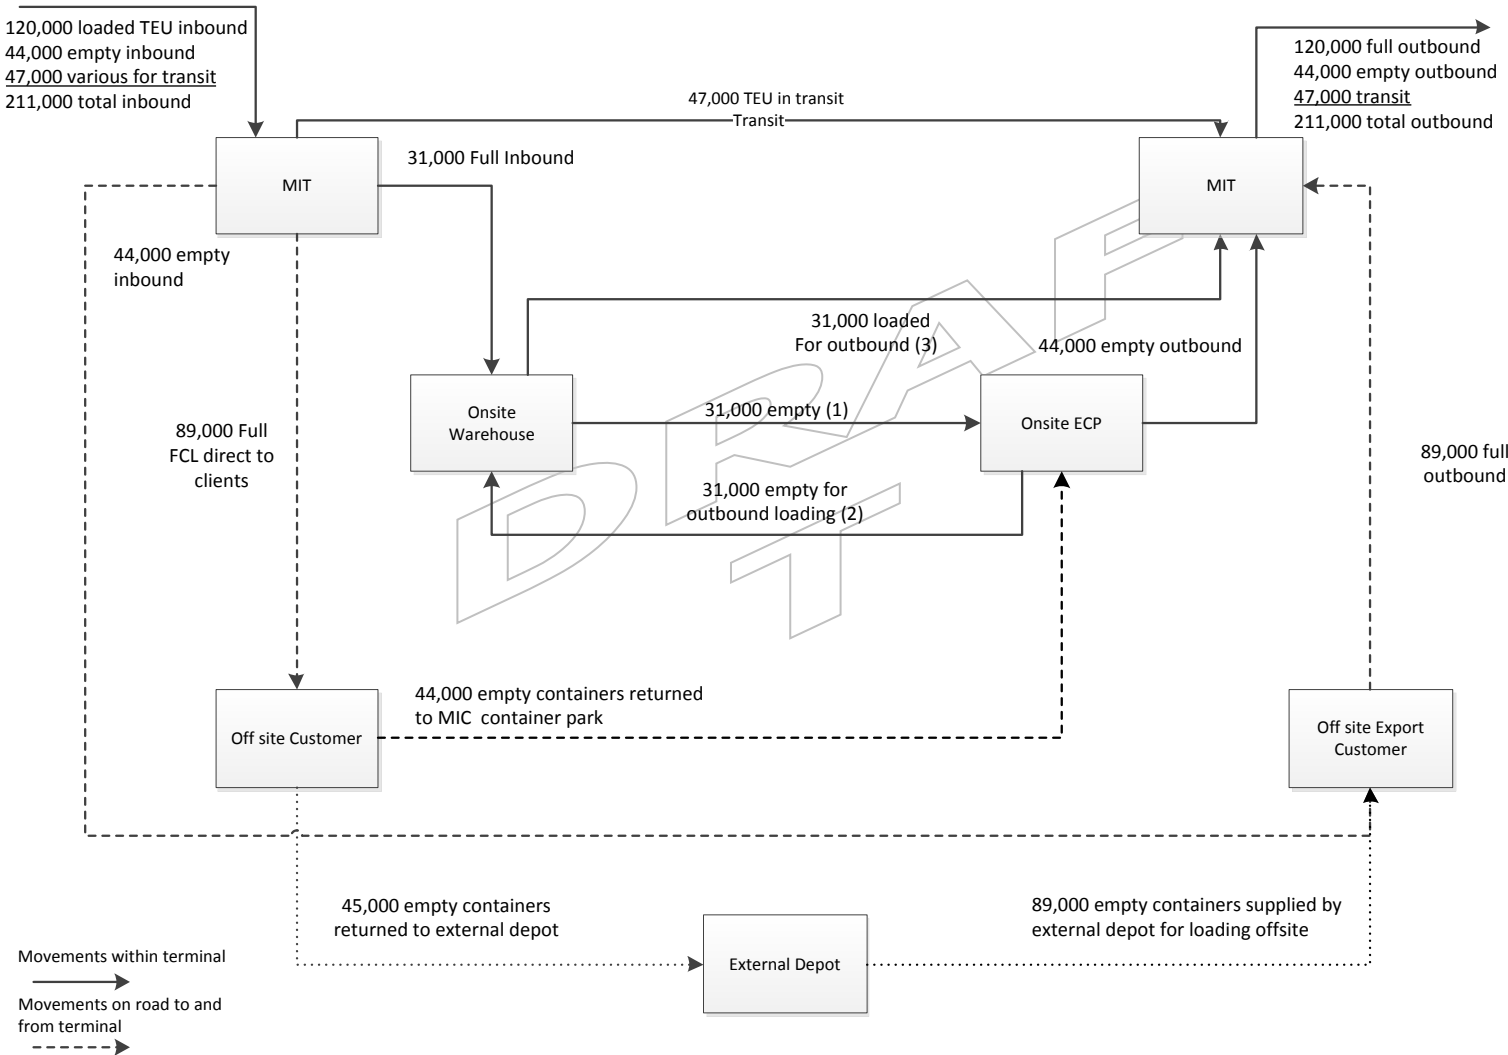 120,000 loaded TEU inbound
44,000 empty inbound
47,000 various for transit
211,000 total inbound
120,000 full outbound
44,000 empty outbound
47,000 transit
211,000 total outbound
47,000 TEU in transit
Transit
31,000 Full Inbound
MIT
MIT
44,000 empty
inbound
31,000 loaded
For outbound (3)
44,000 empty outbound
Onsite
Warehouse
31,000 empty (1)
Onsite ECP
89,000 Full
FCL direct to
clients
89,000 full
outbound
31,000 empty for
outbound loading (2)
DRAFT
44,000 empty containers returned
to MIC  container park
Off site Customer
Off site Export
Customer
45,000 empty containers
returned to external depot
External Depot
89,000 empty containers supplied by
external depot for loading offsite
Movements within terminal
Movements on road to and
from terminal